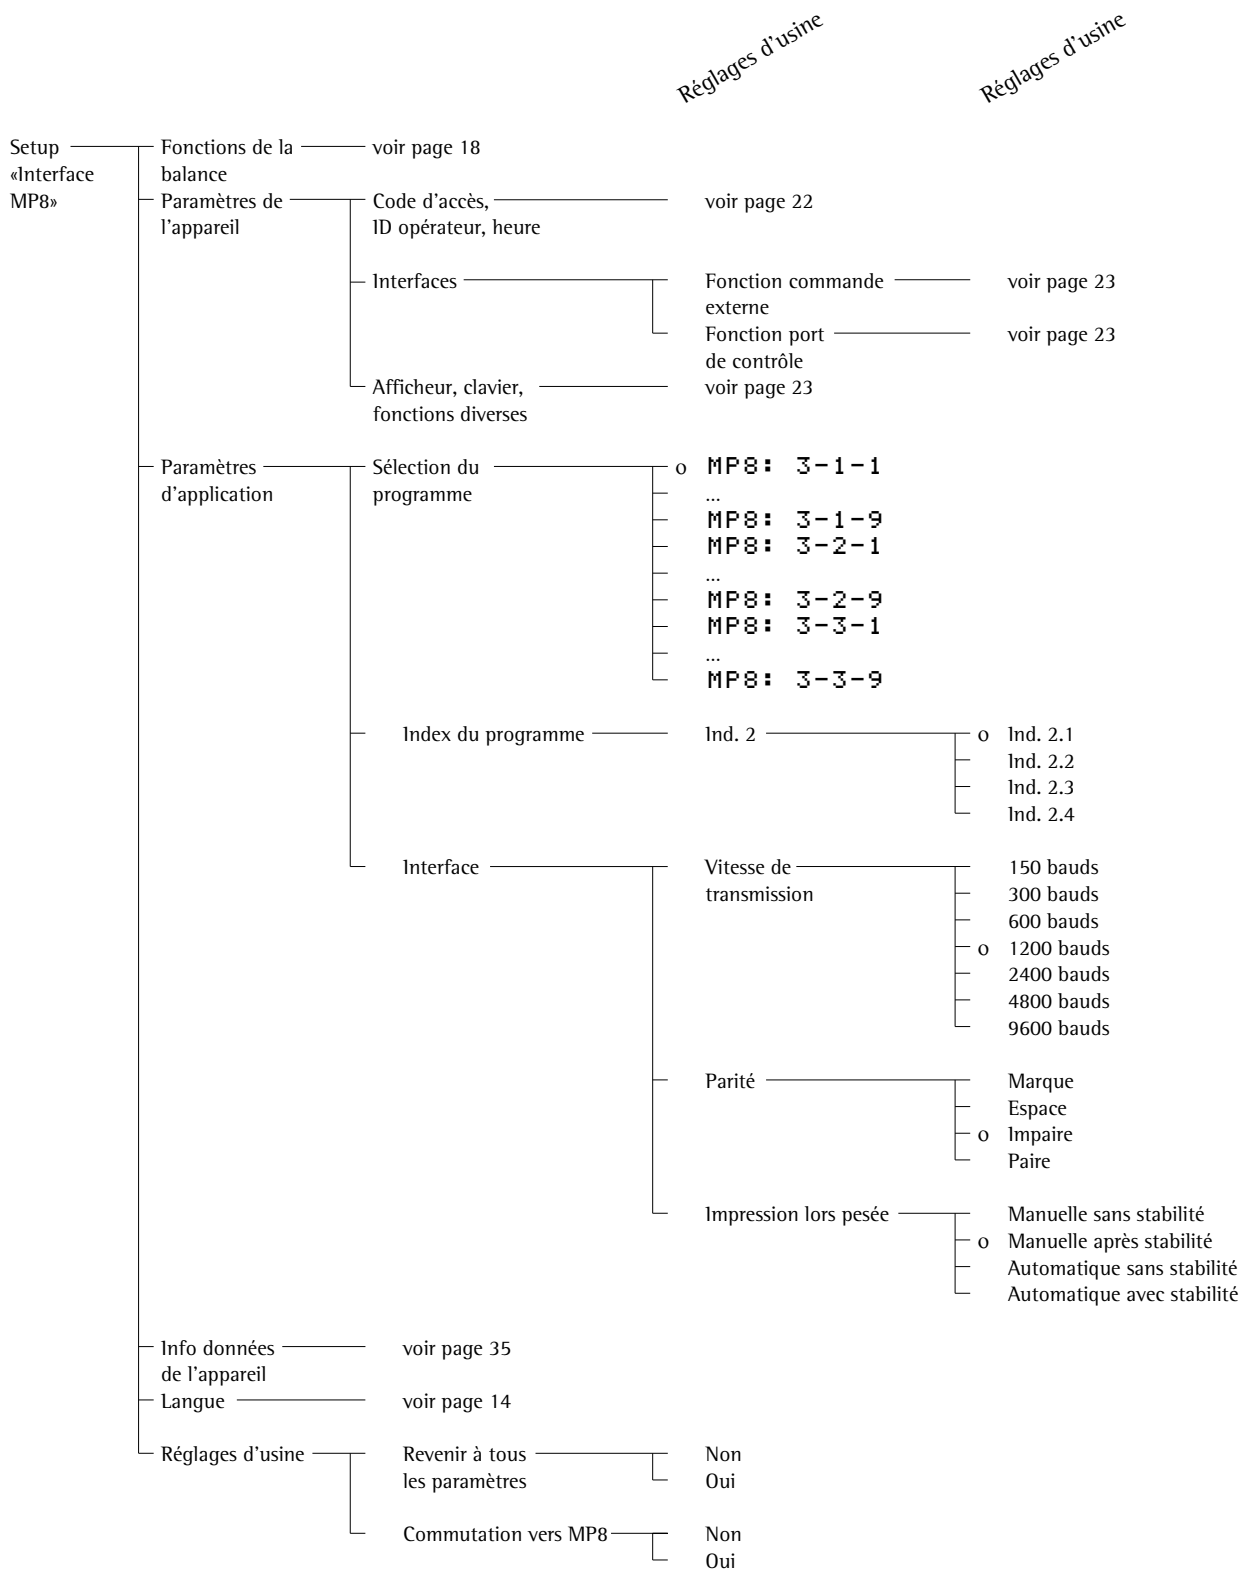 Réglages d'usine
Réglages d'usine
Setup
«Interface
MP8»
Fonctions de la
balance
voir page 18
Paramètres de
l'appareil
Code d'accès,
ID opérateur, heure
voir page 22
Interfaces
Fonction commande
externe
voir page 23
Fonction port
de contrôle
voir page 23
Afficheur, clavier,
fonctions diverses
voir page 23
Paramètres
d'application
Sélection du
programme
o MP8: 3-1-1
...
MP8: 3-1-9
MP8: 3-2-1
...
MP8: 3-2-9
MP8: 3-3-1
...
MP8: 3-3-9
Index du programme
Ind. 2
o Ind. 2.1
Ind. 2.2
Ind. 2.3
Ind. 2.4
Interface
Vitesse de
transmission
150 bauds
300 bauds
600 bauds
o 1200 bauds
2400 bauds
4800 bauds
9600 bauds
Parité
Marque
Espace
o Impaire
Paire
Impression lors pesée
Manuelle sans stabilité
o Manuelle après stabilité
Automatique sans stabilité
Automatique avec stabilité
Info données
de l'appareil
voir page 35
Langue
voir page 14
Réglages d'usine
Revenir à tous
les paramètres
Non
Oui
Commutation vers MP8
Non
Oui